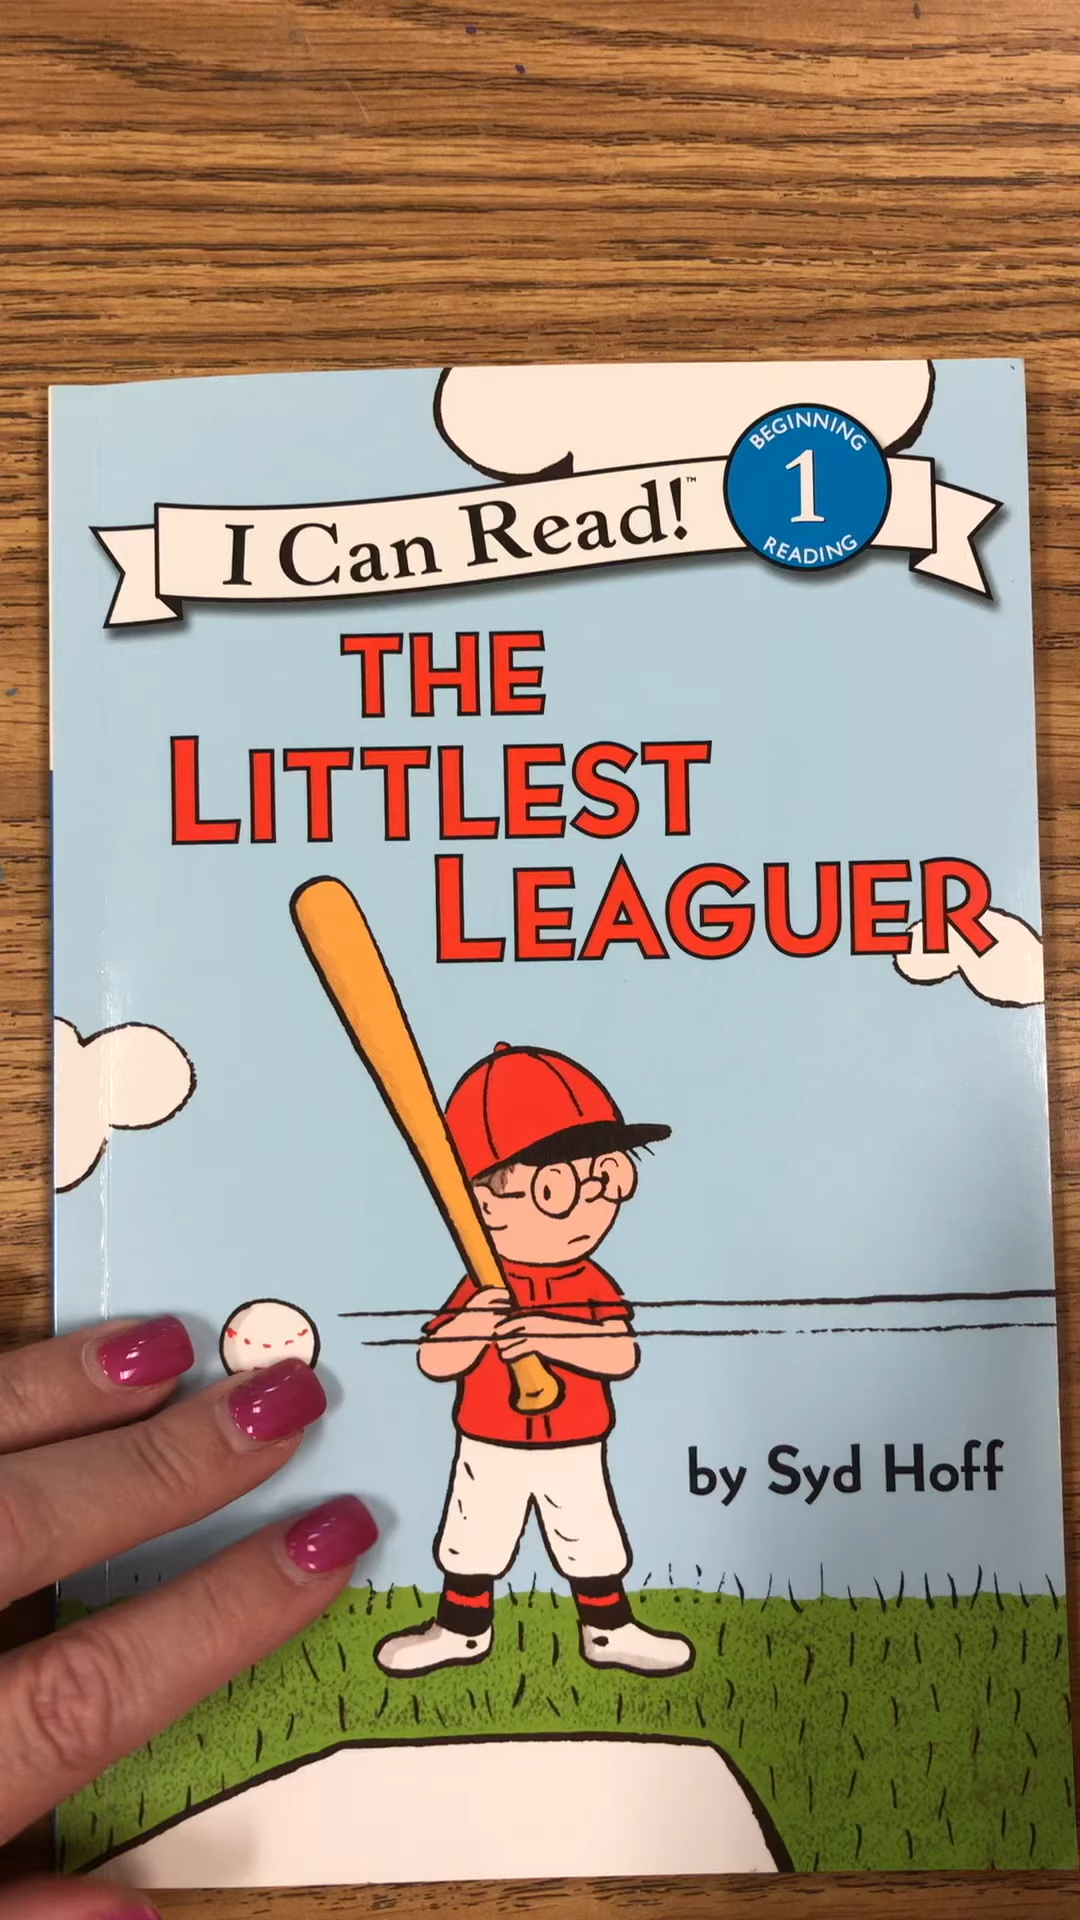 I Can Read!™
BEGINNING
1
READING
THE
LITTLEST
LEAGUER
by Syd Hoff